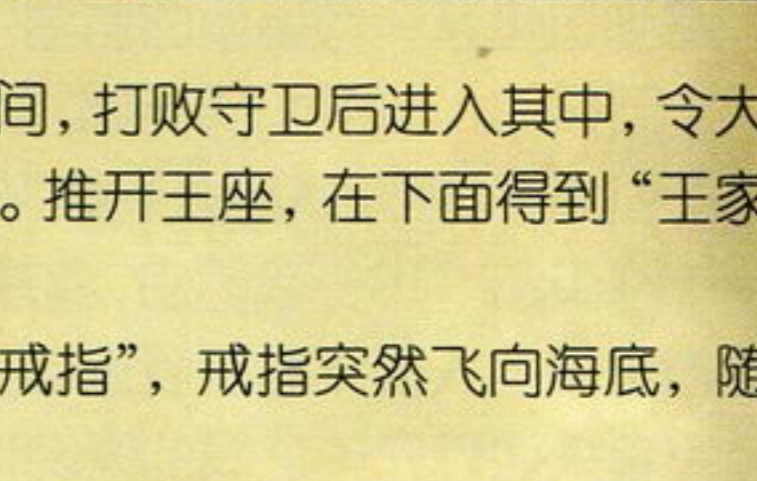 间，打败守卫后进入其中，令大
。推开王座，在下面得到“王家
戒指”，戒指突然飞向海底，随